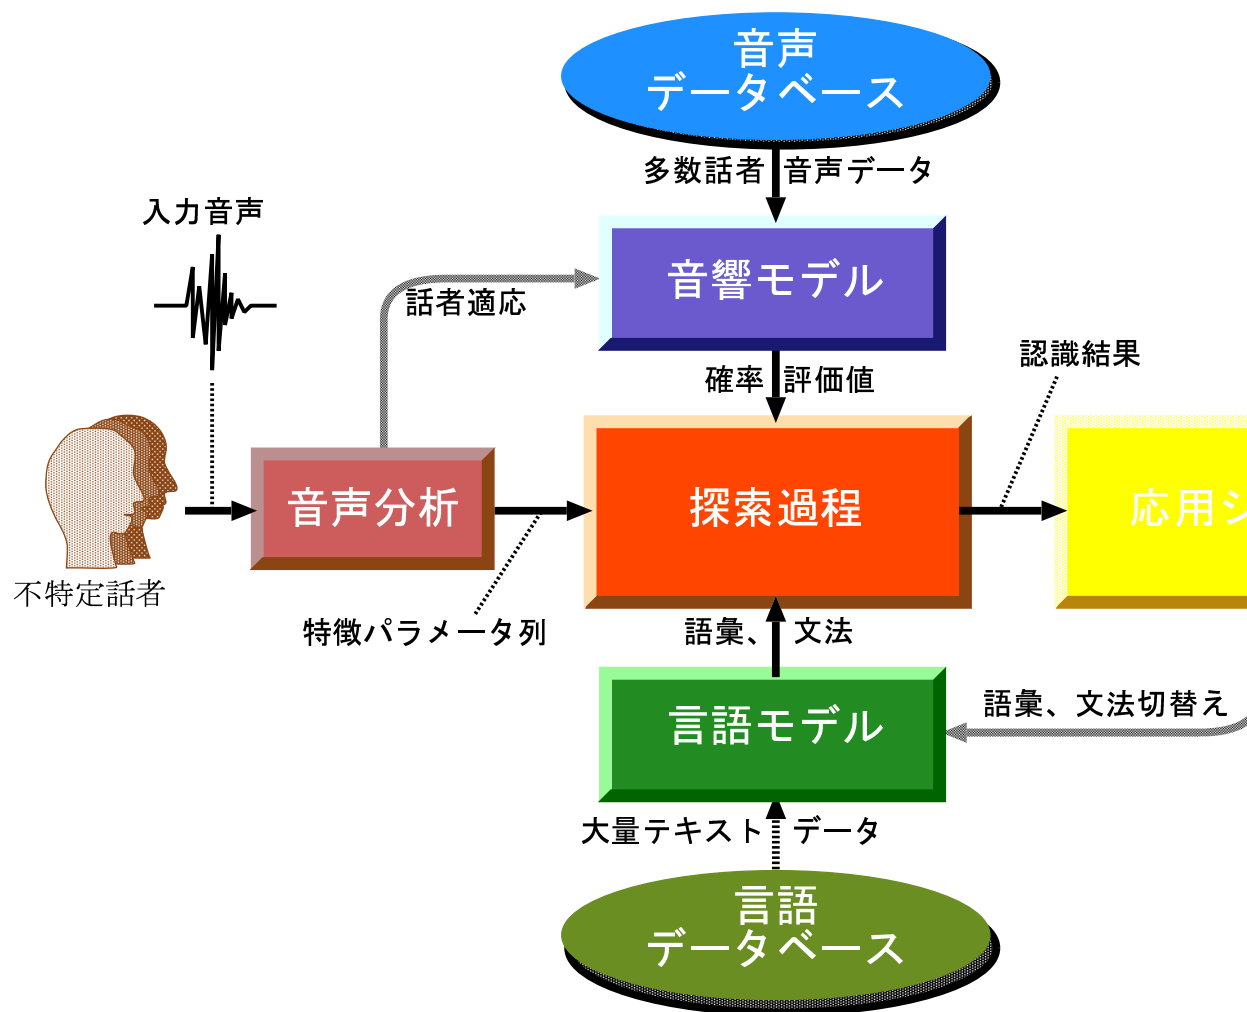 音声
データベース
多数話者 音声データ
入力音声
音響モデル
話者適応
確率 評価値
認識結果
音声分析
探索過程
応用シ
不特定話者
特徴パラメータ列
語彙、 文法
言語モデル
語彙、文法切替え
大量テキスト データ
言語
データベース